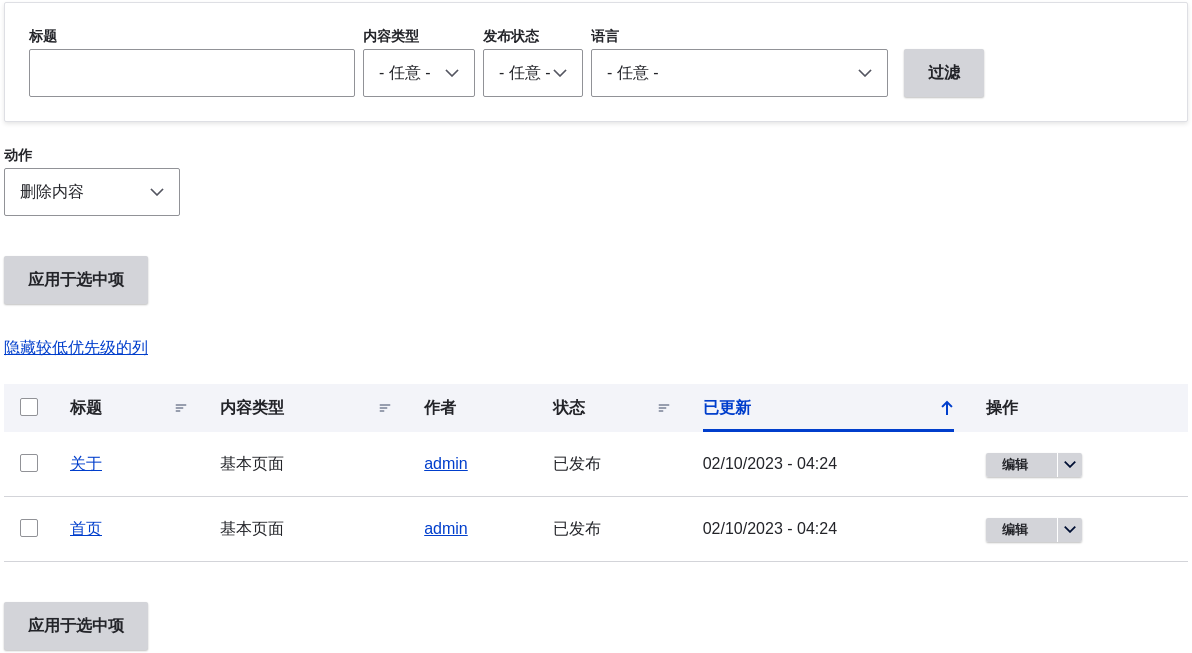 标题 内容类型 发布状态 语言
- 任意 - - 任意 - - 任意 - 过滤
动作
删除内容
应用于选中项
隐藏较低优先级的列
标题 内容类型 作者 状态 已更新 操作
关于 基本页面 admin 已发布 02/10/2023 - 04:24 编辑
首页 基本页面 admin 已发布 02/10/2023 - 04:24 编辑
应用于选中项